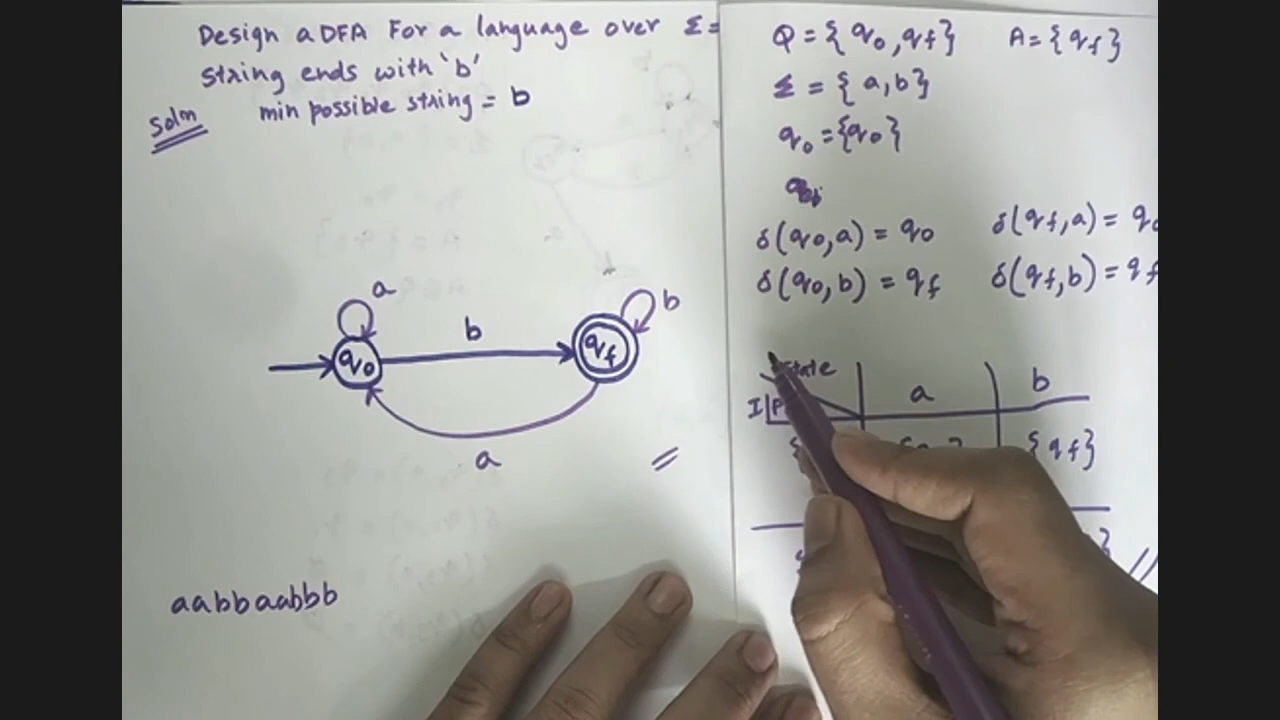 Design a DFA For a language over Σ=
string ends with 'b'
Soln min possible string = b
a
b
b
q0
qf
a
aabbaabbb
Q = { q0, qf } A = { qf }
Σ = { a, b }
q0 = {q0}
δ(q0, a) = q0 δ(qf, a) = q0
δ(q0, b) = qf δ(qf, b) = qf
State
a b
{ qf }